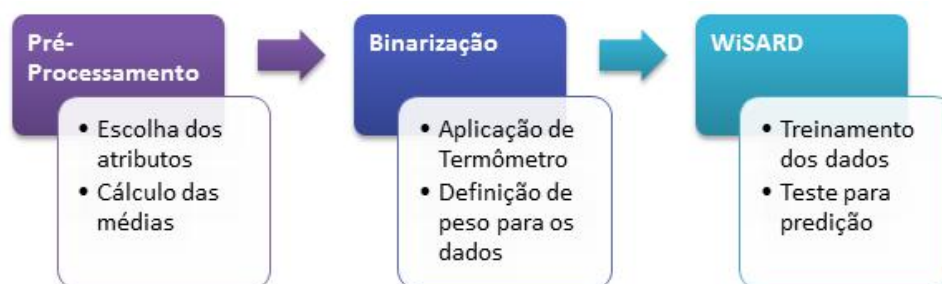 Pré-
Processamento
• Escolha dos
atributos
• Cálculo das
médias
Binarização
• Aplicação de
Termômetro
• Definição de
peso para os
dados
WiSARD
• Treinamento
dos dados
• Teste para
predição